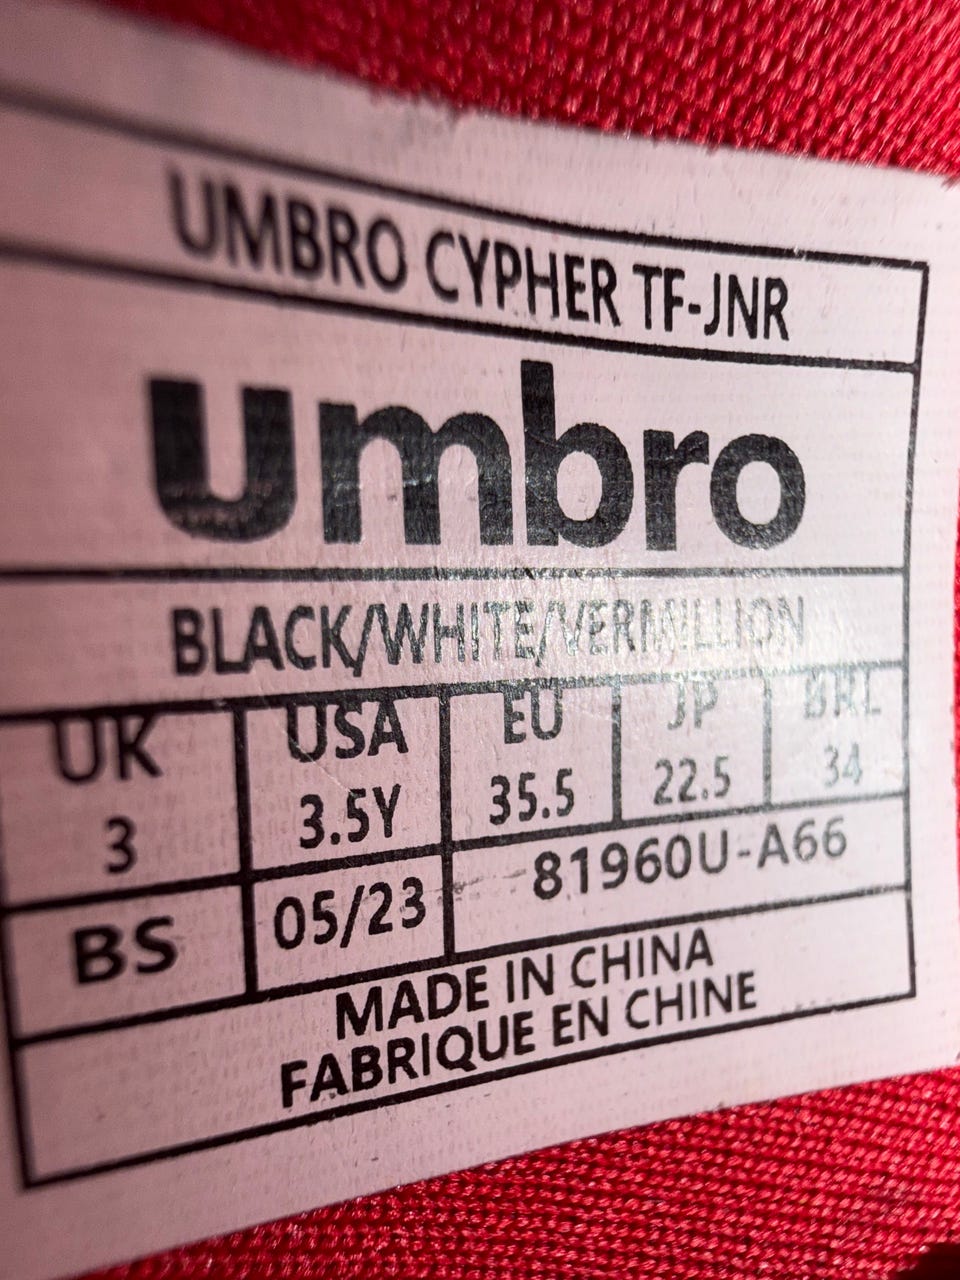 UMBRO CYPHER TF-JNR
umbro
BLACK/WHITE/VERMILLION
UK USA EU JP BRL
3 3.5Y 35.5 22.5 34
BS 05/23 81960U-A66
MADE IN CHINA
FABRIQUE EN CHINE